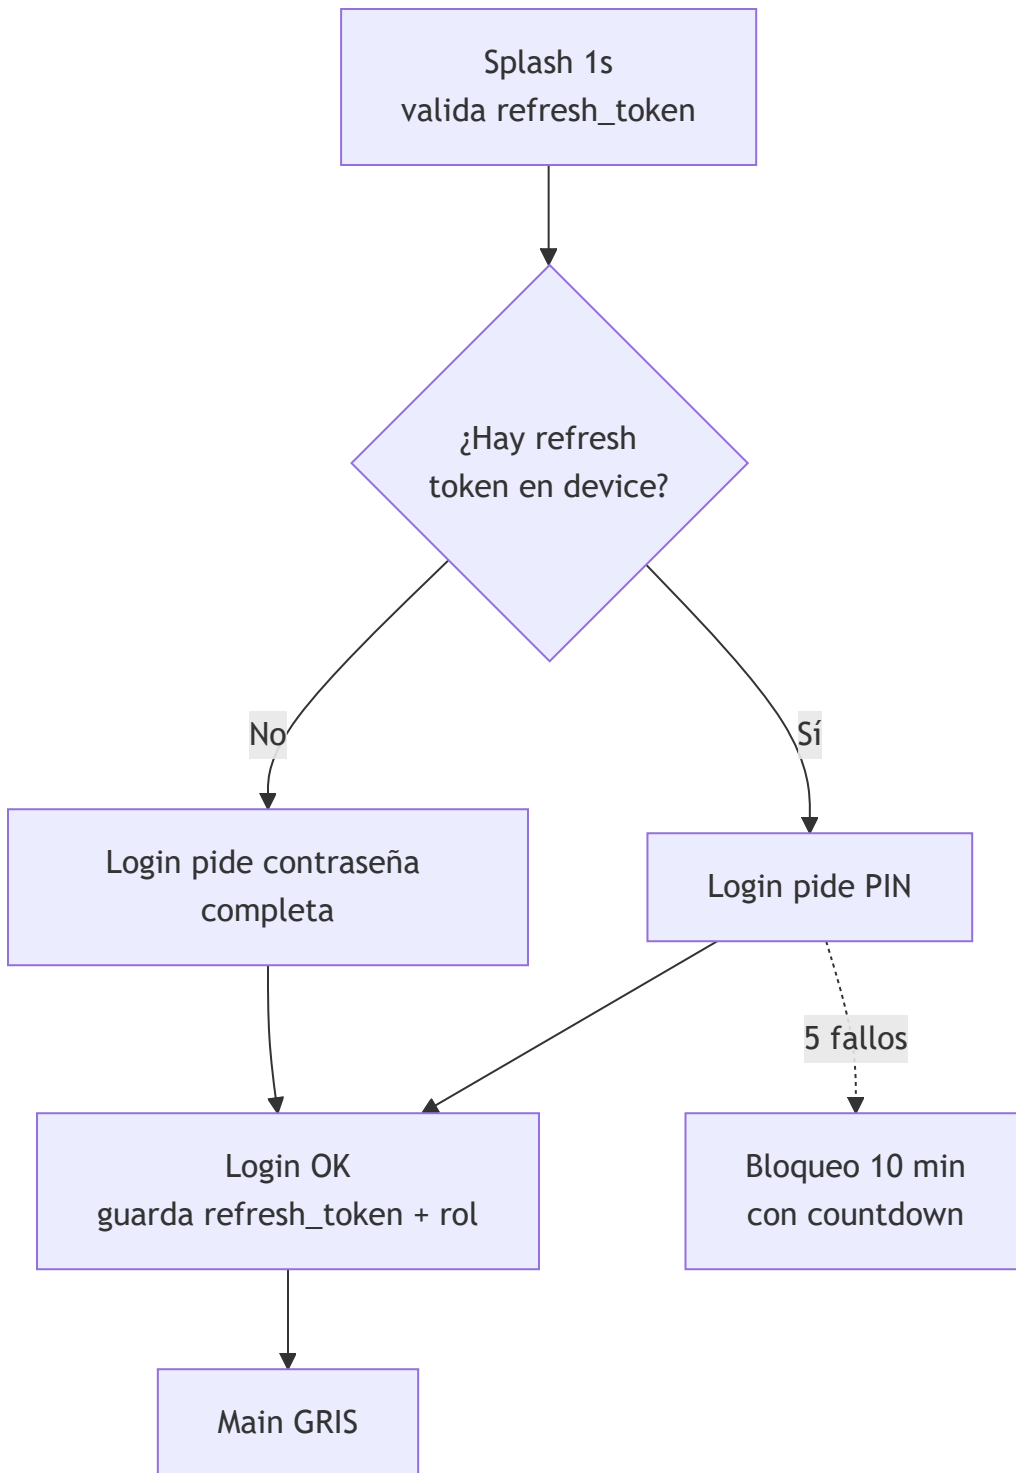 Splash 1s
valida refresh_token
¿Hay refresh
token en device?
No
Sí
Login pide contraseña
completa
Login pide PIN
5 fallos
Login OK
guarda refresh_token + rol
Bloqueo 10 min
con countdown
Main GRIS